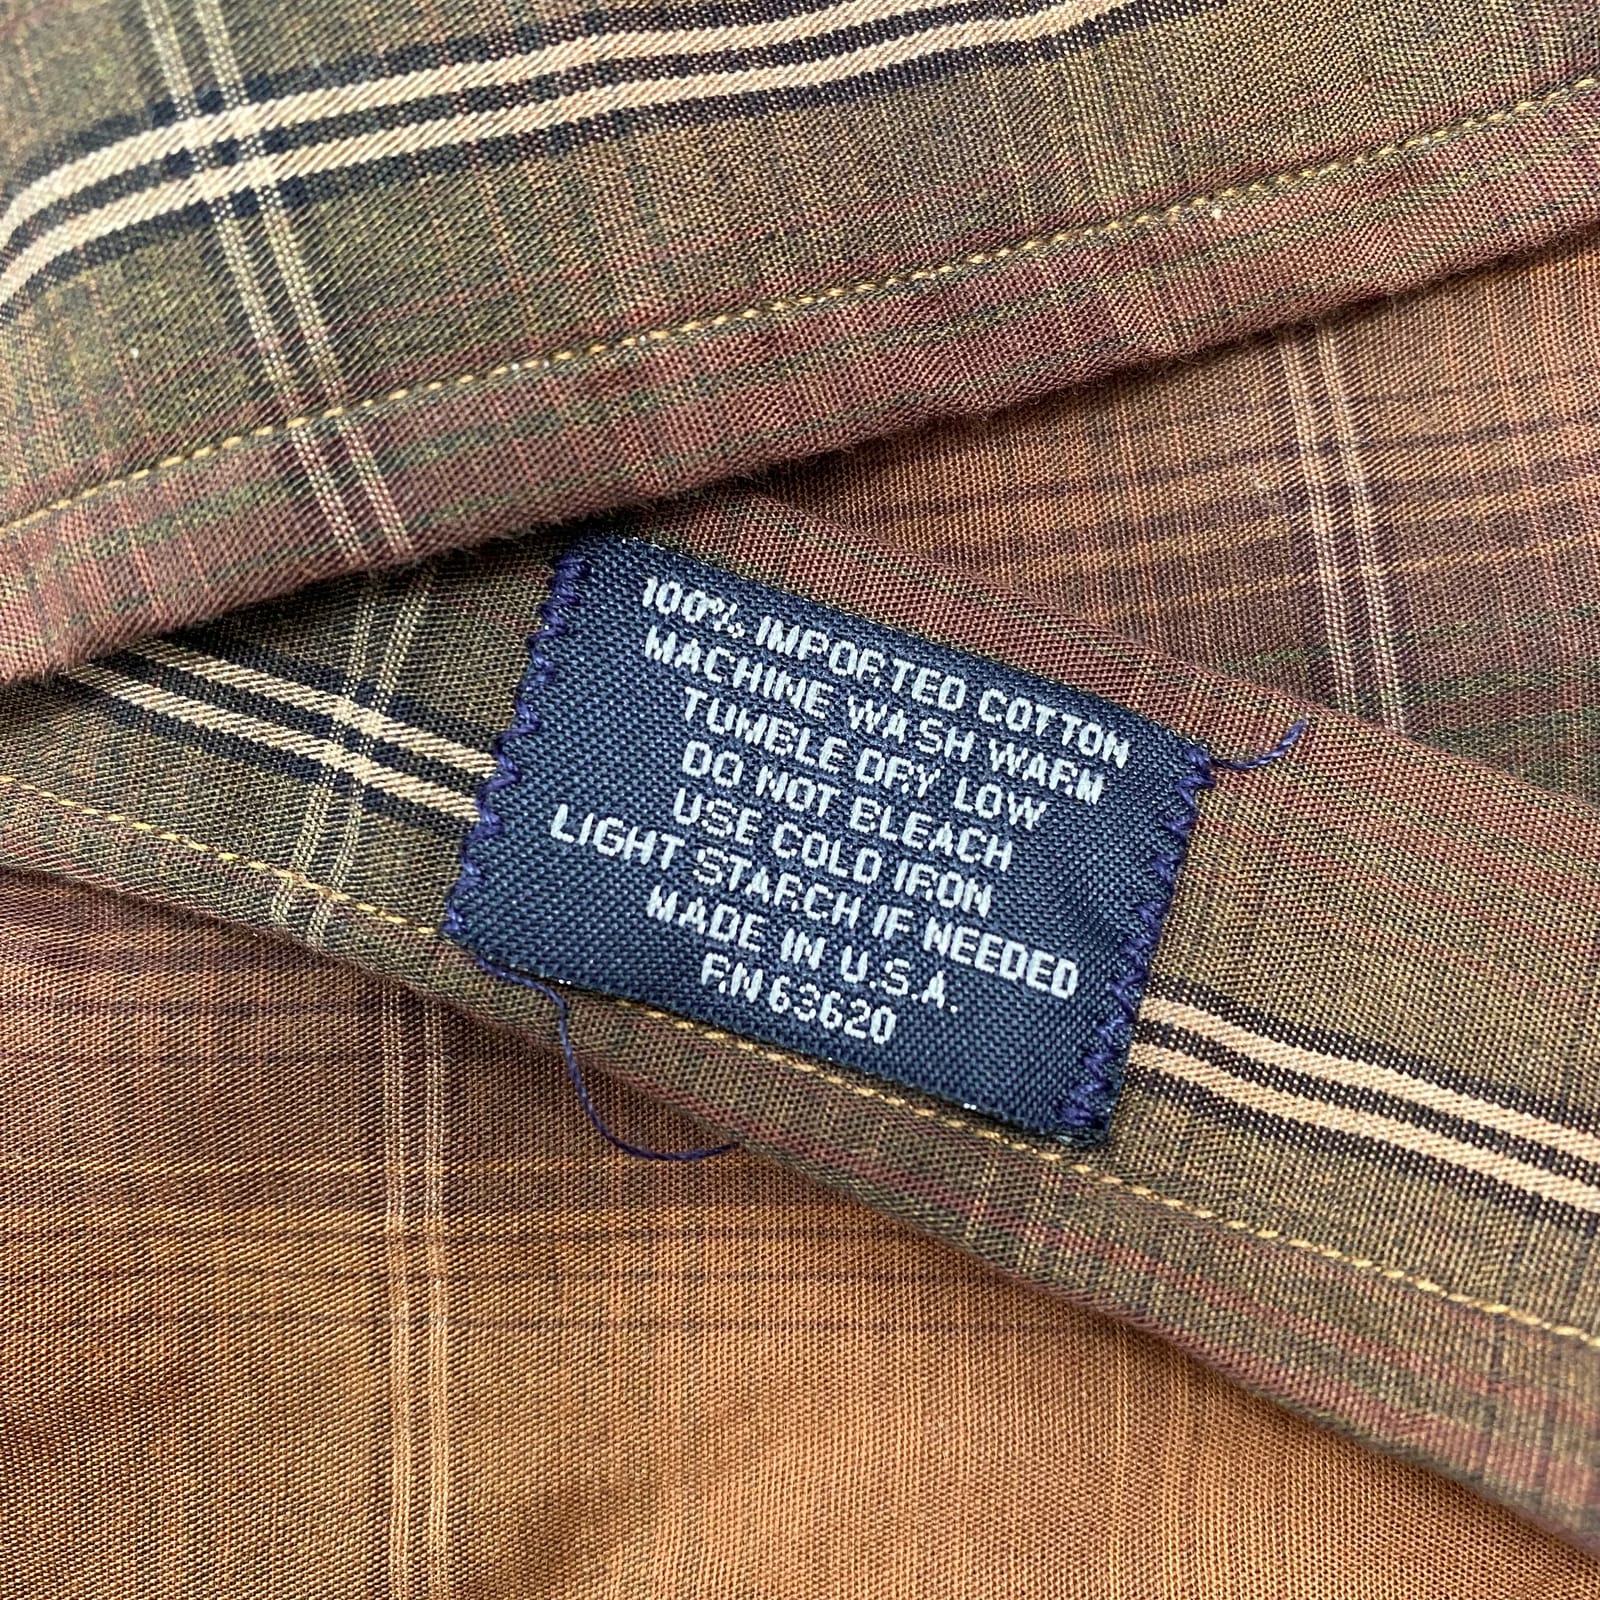 100% IMPORTED COTTON
MACHINE WASH WARM
TUMBLE DRY LOW
DO NOT BLEACH
USE COLD IRON
LIGHT STARCH IF NEEDED
MADE IN U.S.A.
RN 63620